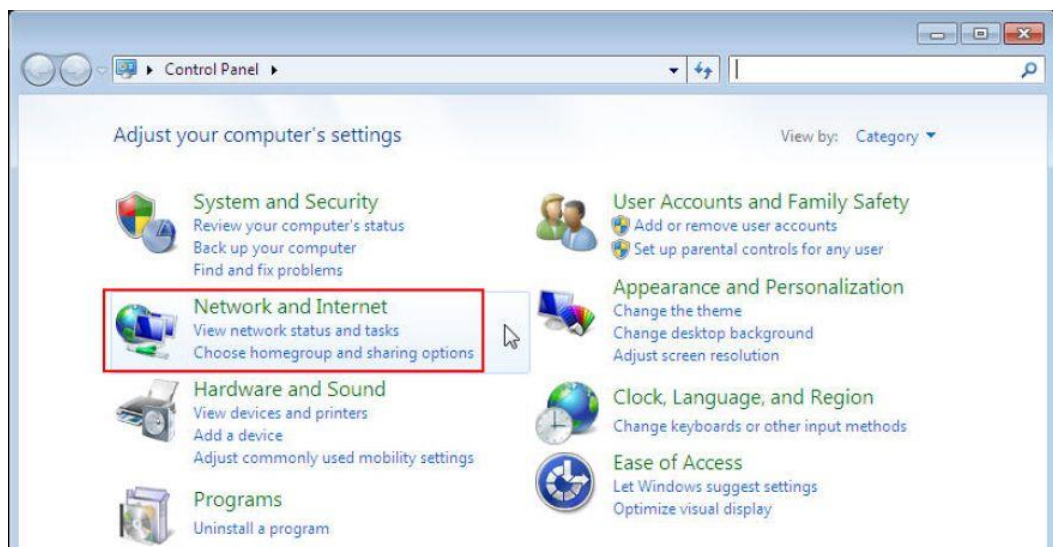 Control Panel
Adjust your computer's settings
View by: Category
System and Security
Review your computer's status
Back up your computer
Find and fix problems
Network and Internet
View network status and tasks
Choose homegroup and sharing options
Hardware and Sound
View devices and printers
Add a device
Adjust commonly used mobility settings
Programs
Uninstall a program
User Accounts and Family Safety
Add or remove user accounts
Set up parental controls for any user
Appearance and Personalization
Change the theme
Change desktop background
Adjust screen resolution
Clock, Language, and Region
Change keyboards or other input methods
Ease of Access
Let Windows suggest settings
Optimize visual display